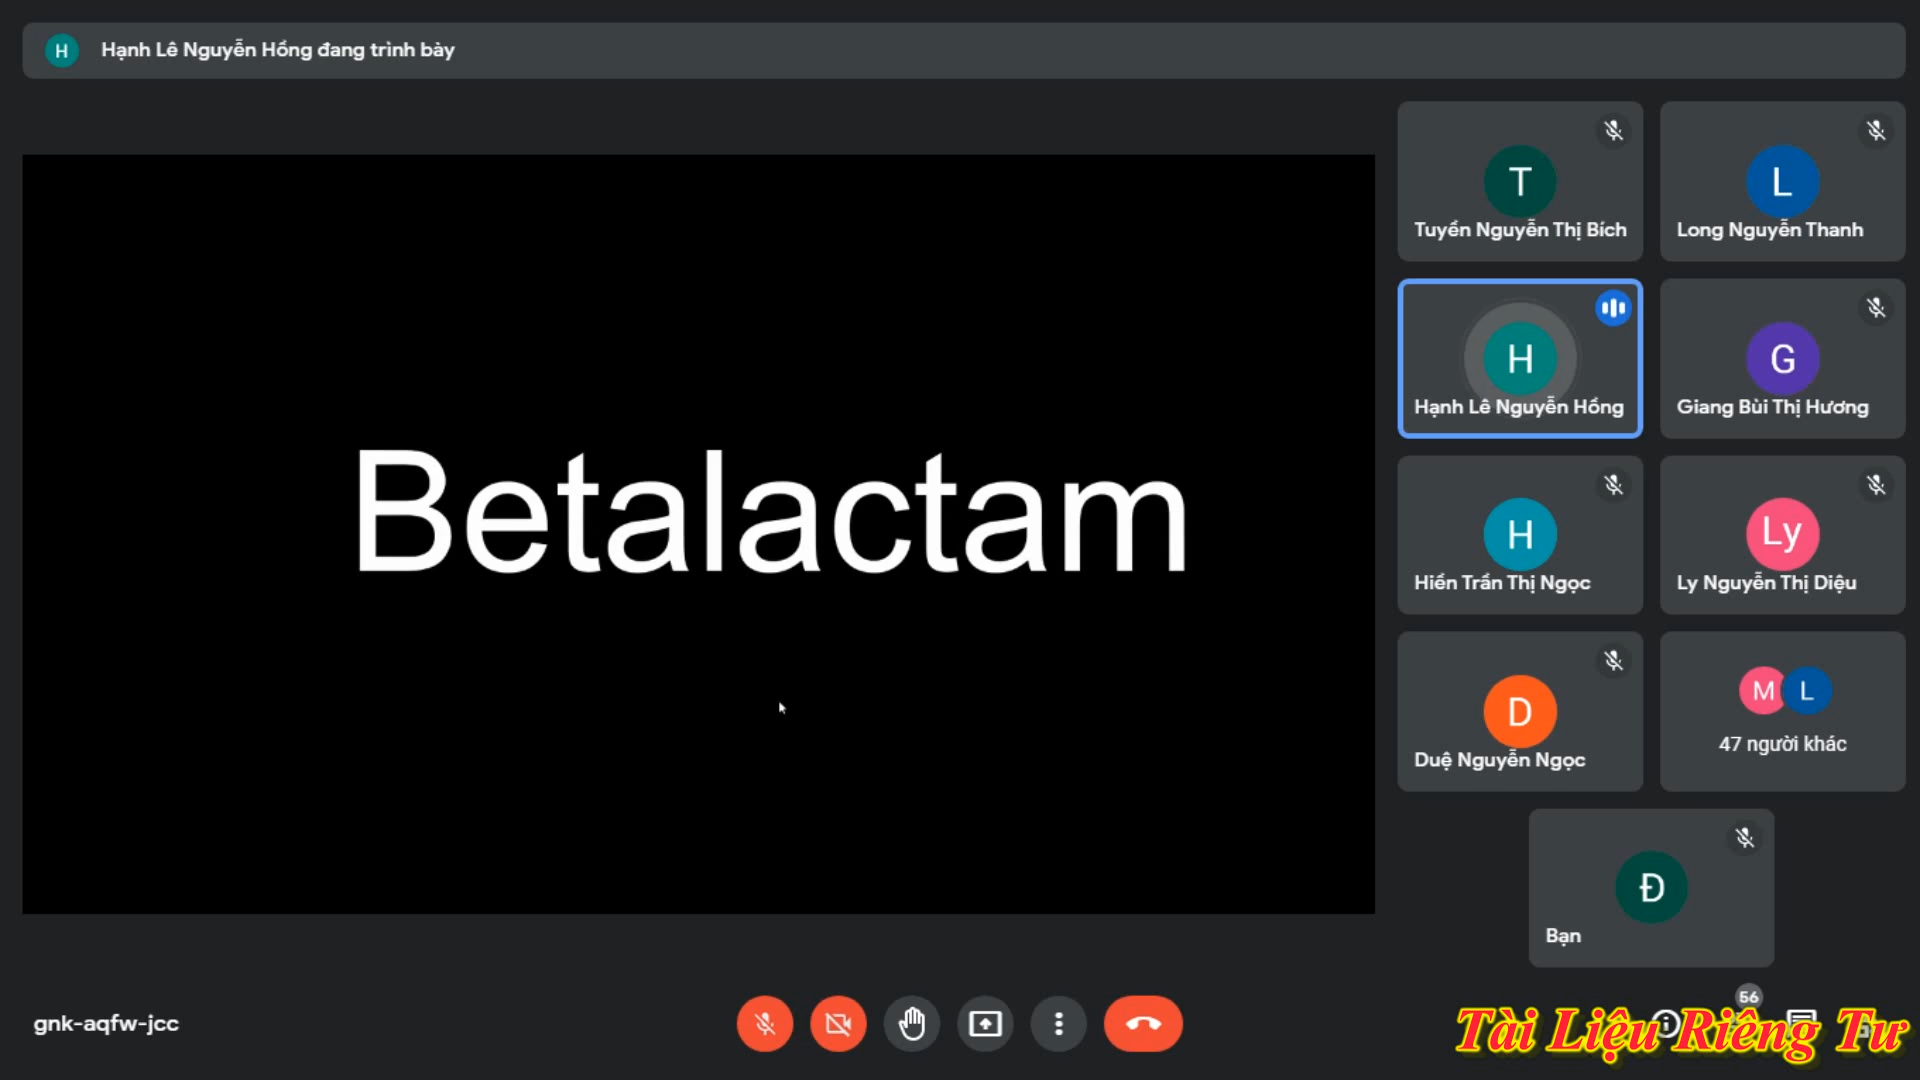 H
Hạnh Lê Nguyễn Hồng đang trình bày
Betalactam
T
Tuyền Nguyễn Thị Bích
L
Long Nguyễn Thanh
H
Hạnh Lê Nguyễn Hồng
G
Giang Bùi Thị Hương
H
Hiền Trần Thị Ngọc
Ly
Ly Nguyễn Thị Diệu
D
Duệ Nguyễn Ngọc
M L
47 người khác
Đ
Bạn
gnk-aqfw-jcc
56
Tài Liệu Riêng Tư